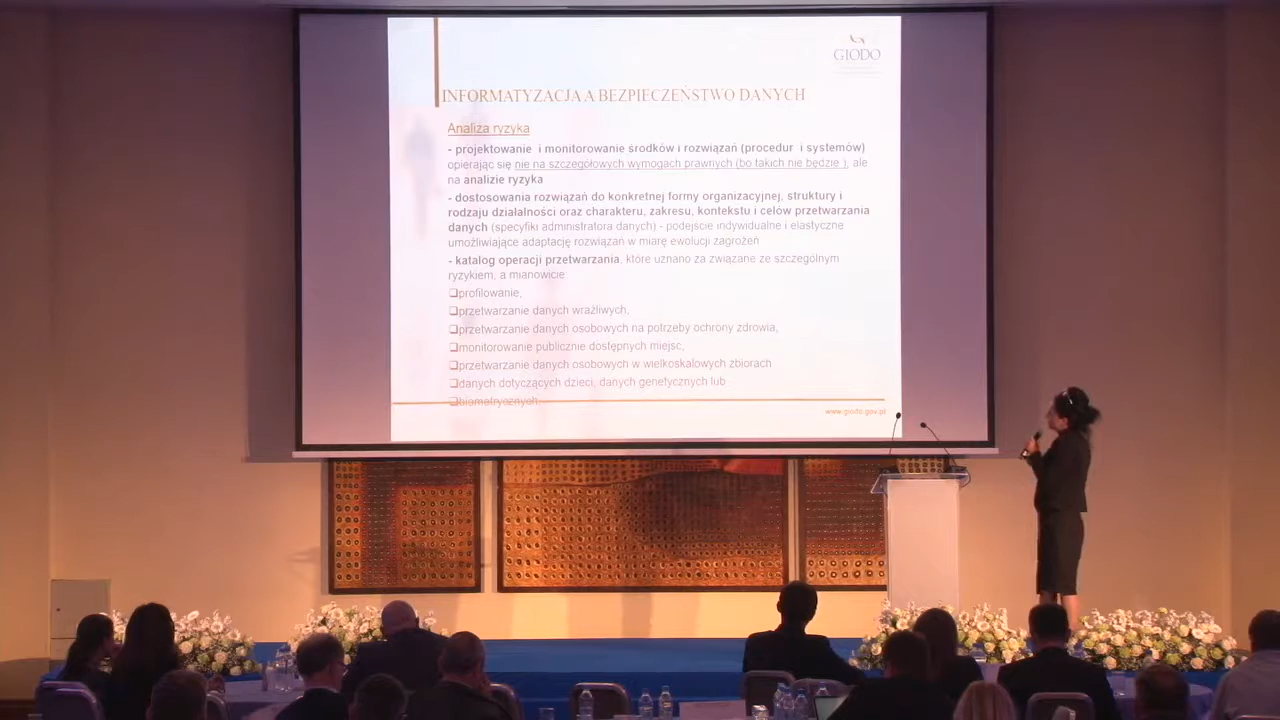 GIODO
INFORMATYZACJA A BEZPIECZEŃSTWO DANYCH
Analiza ryzyka
- projektowanie i monitorowanie środków i rozwiązań (procedur i systemów)
opierając się nie na szczegółowych wymogach prawnych (bo takich nie będzie ), ale
na analizie ryzyka
- dostosowania rozwiązań do konkretnej formy organizacyjnej, struktury i
rodzaju działalności oraz charakteru, zakresu, kontekstu i celów przetwarzania
danych (specyfiki administratora danych) - podejście indywidualne i elastyczne
umożliwiające adaptację rozwiązań w miarę ewolucji zagrożeń
- katalog operacji przetwarzania, które uznano za związane ze szczególnym
ryzykiem, a mianowicie:
❑profilowanie,
❑przetwarzanie danych wrażliwych,
❑przetwarzanie danych osobowych na potrzeby ochrony zdrowia,
❑monitorowanie publicznie dostępnych miejsc,
❑przetwarzanie danych osobowych w wielkoskalowych zbiorach
❑danych dotyczących dzieci, danych genetycznych lub
❑biometrycznych.
www.giodo.gov.pl